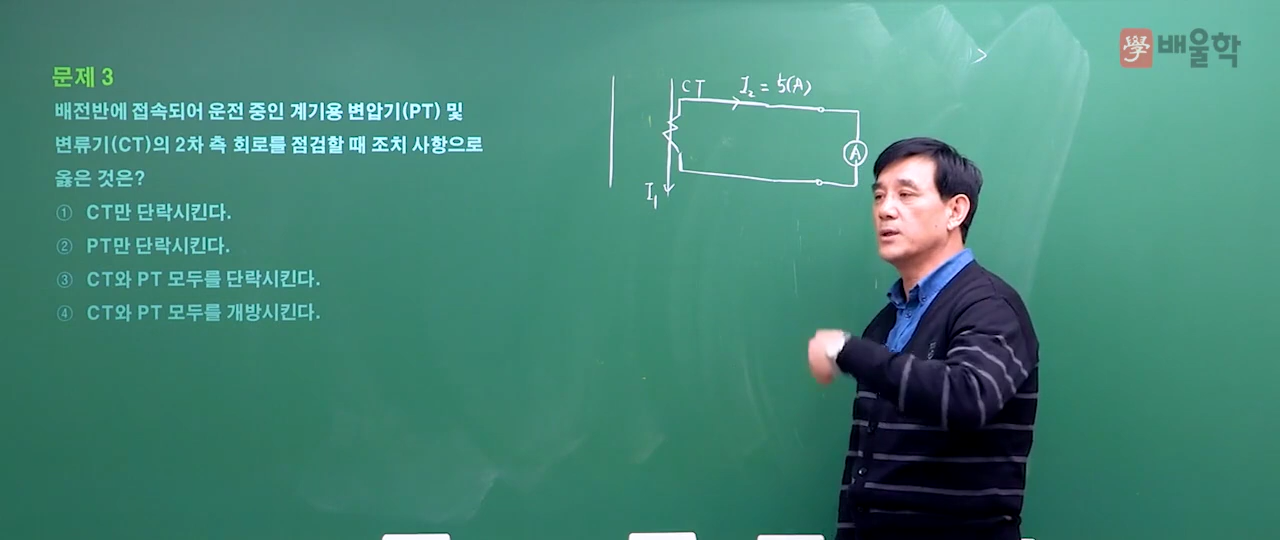 學 배울학
문제 3
배전반에 접속되어 운전 중인 계기용 변압기(PT) 및
변류기(CT)의 2차 측 회로를 점검할 때 조치 사항으로
옳은 것은?
① CT만 단락시킨다.
② PT만 단락시킨다.
③ CT와 PT 모두를 단락시킨다.
④ CT와 PT 모두를 개방시킨다.
CT I₂ = 5(A)
A
I₁